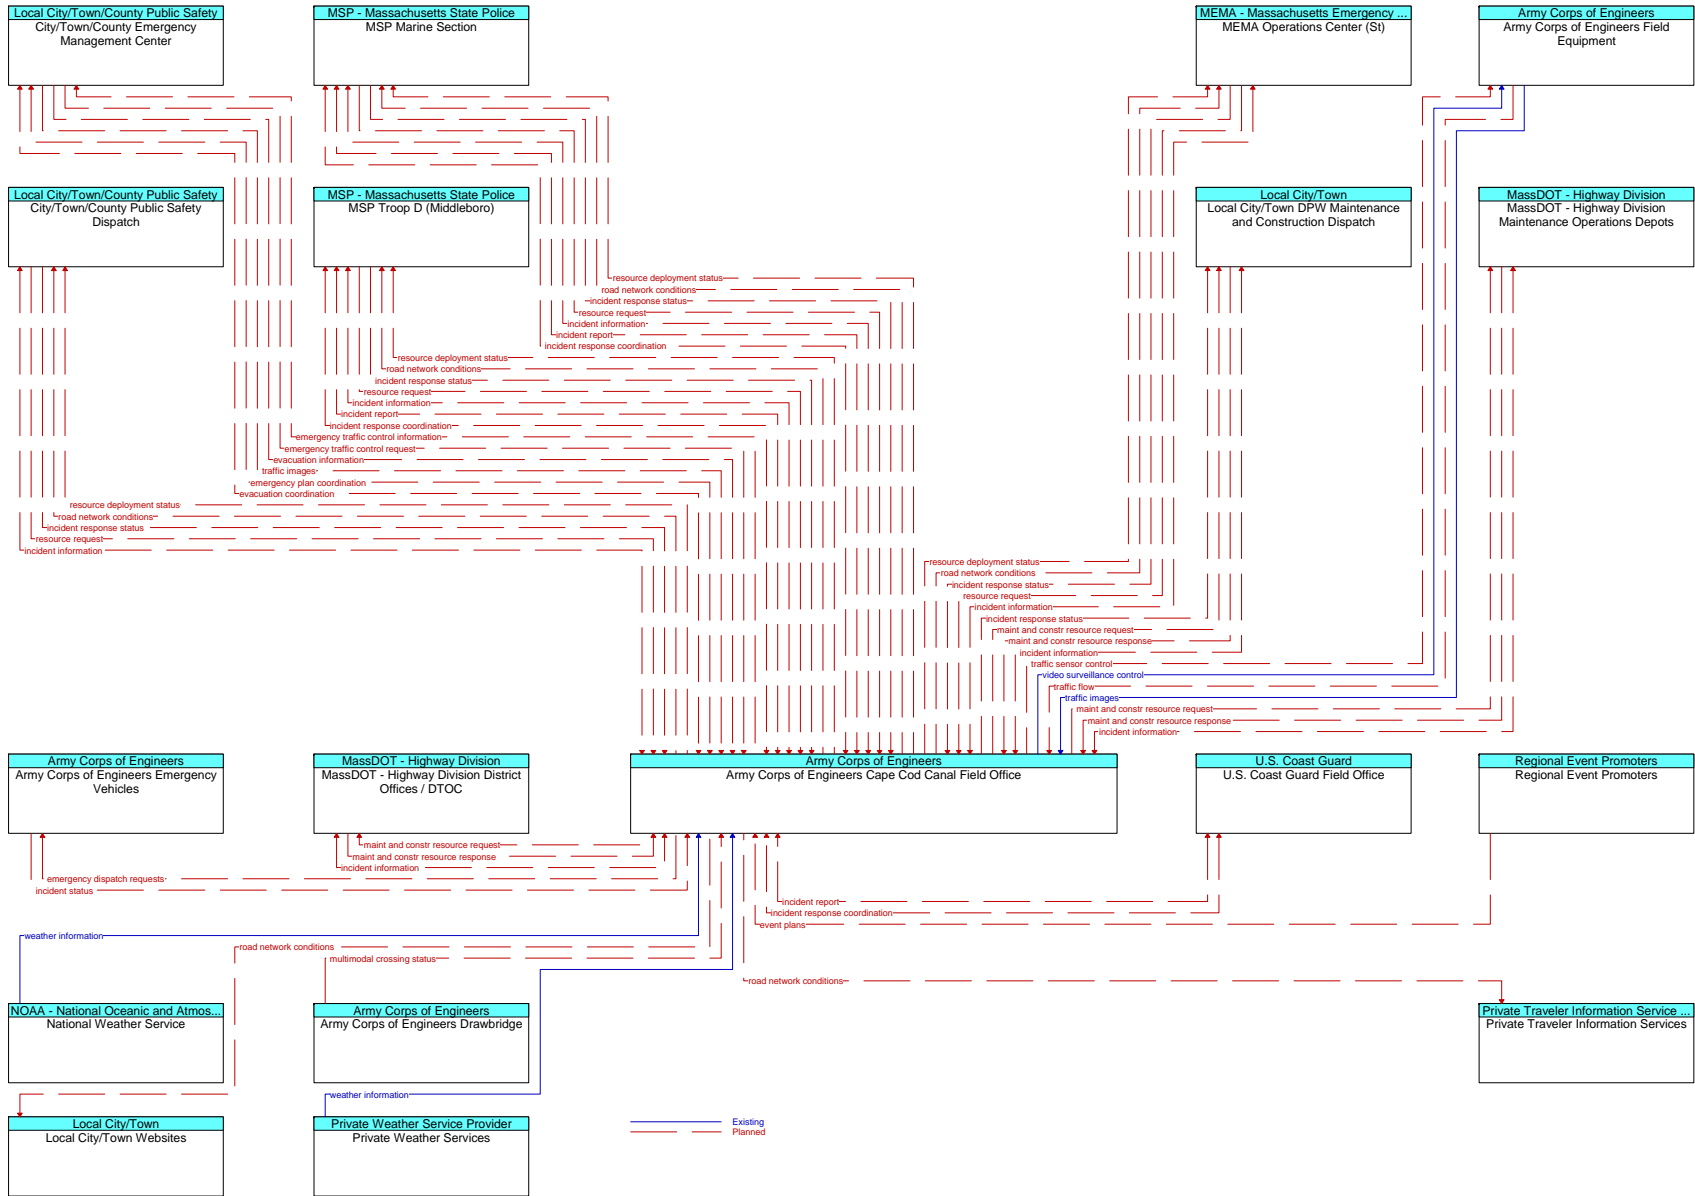 Local City/Town/County Public Safety
City/Town/County Emergency
Management Center
MSP - Massachusetts State Police
MSP Marine Section
MEMA - Massachusetts Emergency ...
MEMA Operations Center (St)
Army Corps of Engineers
Army Corps of Engineers Field
Equipment
Local City/Town/County Public Safety
City/Town/County Public Safety
Dispatch
MSP - Massachusetts State Police
MSP Troop D (Middleboro)
Local City/Town
Local City/Town DPW Maintenance
and Construction Dispatch
MassDOT - Highway Division
MassDOT - Highway Division
Maintenance Operations Depots
resource deployment status
road network conditions
incident response status
resource request
incident information
incident report
incident response coordination
resource deployment status
road network conditions
incident response status
resource request
incident information
incident report
incident response coordination
emergency traffic control information
emergency traffic control request
evacuation information
traffic images
emergency plan coordination
evacuation coordination
resource deployment status
road network conditions
incident response status
resource request
incident information
resource deployment status
road network conditions
incident response status
resource request
incident information
incident response status
maint and constr resource request
maint and constr resource response
incident information
traffic sensor control
video surveillance control
traffic flow
traffic images
maint and constr resource request
maint and constr resource response
incident information
Army Corps of Engineers
Army Corps of Engineers Emergency
Vehicles
MassDOT - Highway Division
MassDOT - Highway Division District
Offices / DTOC
Army Corps of Engineers
Army Corps of Engineers Cape Cod Canal Field Office
U.S. Coast Guard
U.S. Coast Guard Field Office
Regional Event Promoters
Regional Event Promoters
maint and constr resource request
maint and constr resource response
incident information
emergency dispatch requests
incident status
incident report
incident response coordination
event plans
weather information
road network conditions
multimodal crossing status
road network conditions
NOAA - National Oceanic and Atmos...
National Weather Service
Army Corps of Engineers
Army Corps of Engineers Drawbridge
Private Traveler Information Service ...
Private Traveler Information Services
weather information
Local City/Town
Local City/Town Websites
Private Weather Service Provider
Private Weather Services
Existing
Planned